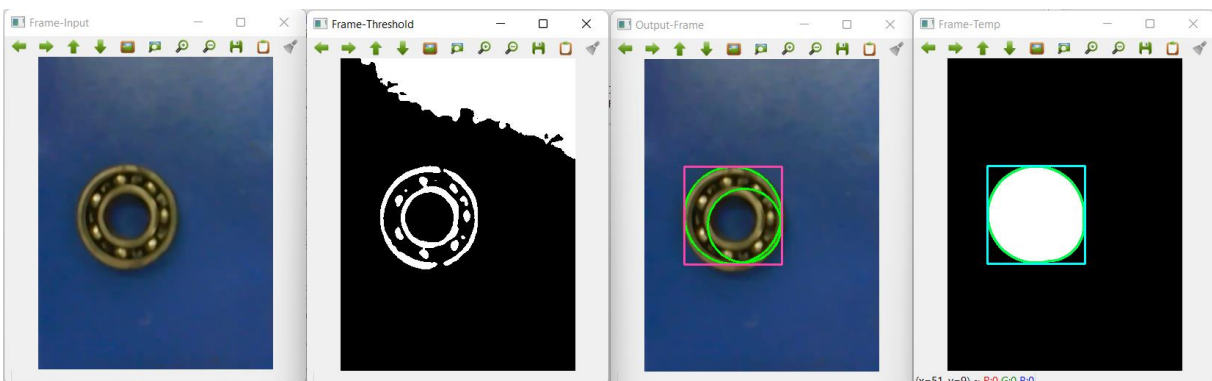 Frame-Input
Frame-Threshold
Output-Frame
Frame-Temp
(x=51, y=9) ~ R:0 G:0 B:0